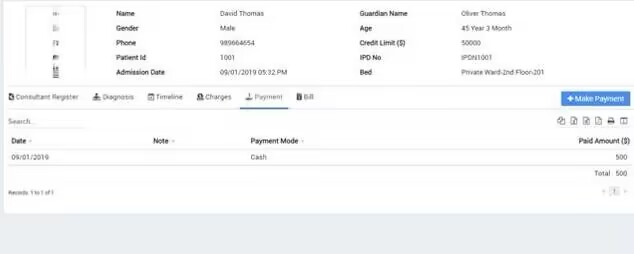 Name David Thomas Guardian Name Oliver Thomas
Gender Male Age 45 Year 3 Month
Phone 989664654 Credit Limit ($) 50000
Patient Id 1001 IPD No IPDN1001
Admission Date 09/01/2019 05:32 PM Bed Private Ward-2nd Floor-201
Consultant Register Diagnosis Timeline Charges Payment Bill + Make Payment
Search...
Date Note Payment Mode Paid Amount ($)
09/01/2019 Cash 500
Total : 500
Records: 1 to 1 of 1 < 1 >